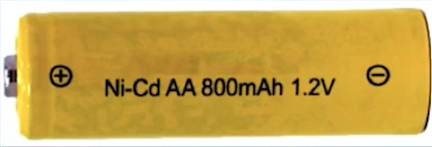 ⊕ Ni-Cd AA 800mAh 1.2V ⊖